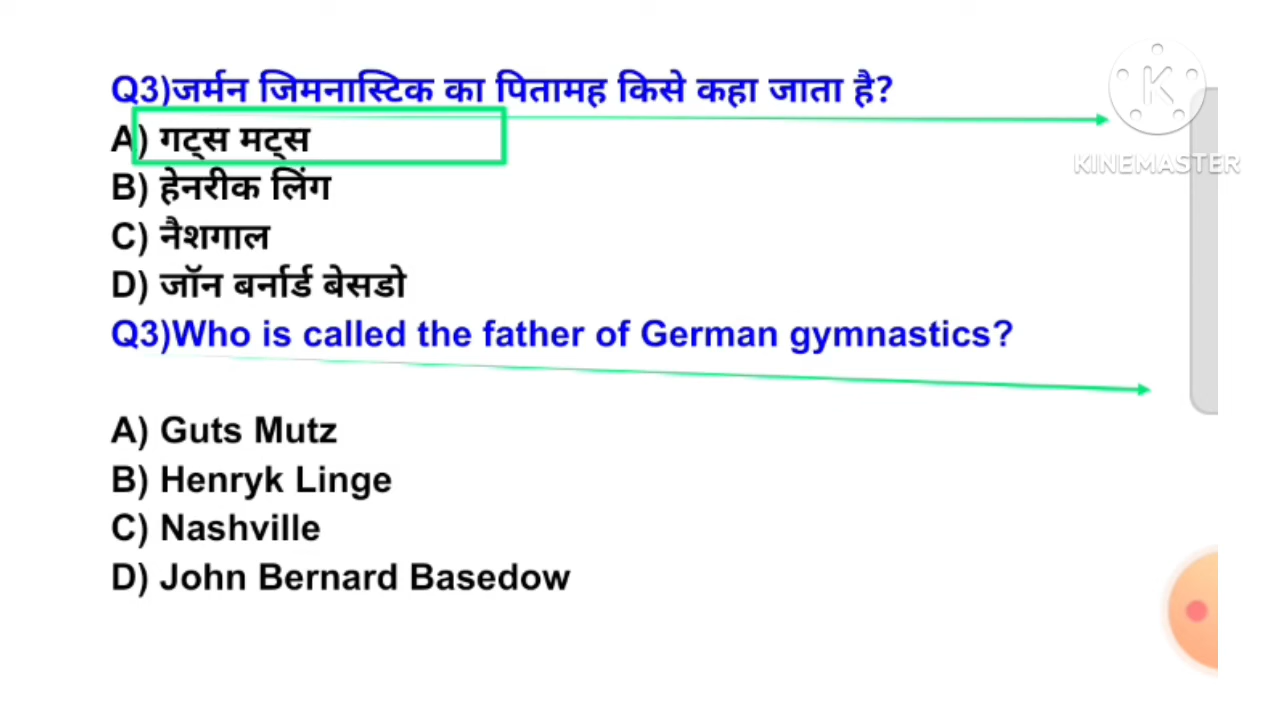 Q3)जर्मन जिमनास्टिक का पितामह किसे कहा जाता है?
A) गट्स मट्स
B) हेनरीक लिंग
C) नैशगाल
D) जॉन बर्नार्ड बेसडो
Q3)Who is called the father of German gymnastics?
A) Guts Mutz
B) Henryk Linge
C) Nashville
D) John Bernard Basedow
K
KINEMASTER